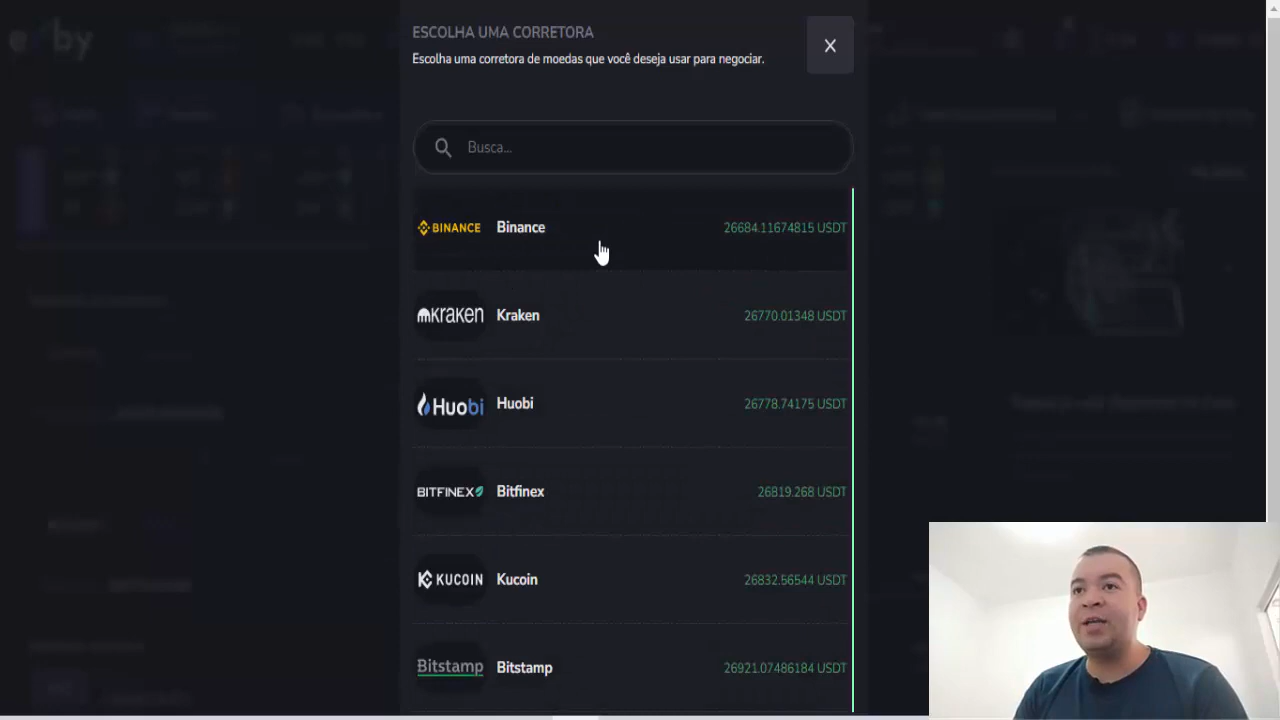 ESCOLHA UMA CORRETORA
Escolha uma corretora de moedas que você deseja usar para negociar.
Busca...
BINANCE Binance 26684.11674815 USDT
mKraken Kraken 26770.01348 USDT
Huobi Huobi 26778.74175 USDT
BITFINEX Bitfinex 26819.268 USDT
KUCOIN Kucoin 26832.56544 USDT
Bitstamp Bitstamp 26921.07486184 USDT